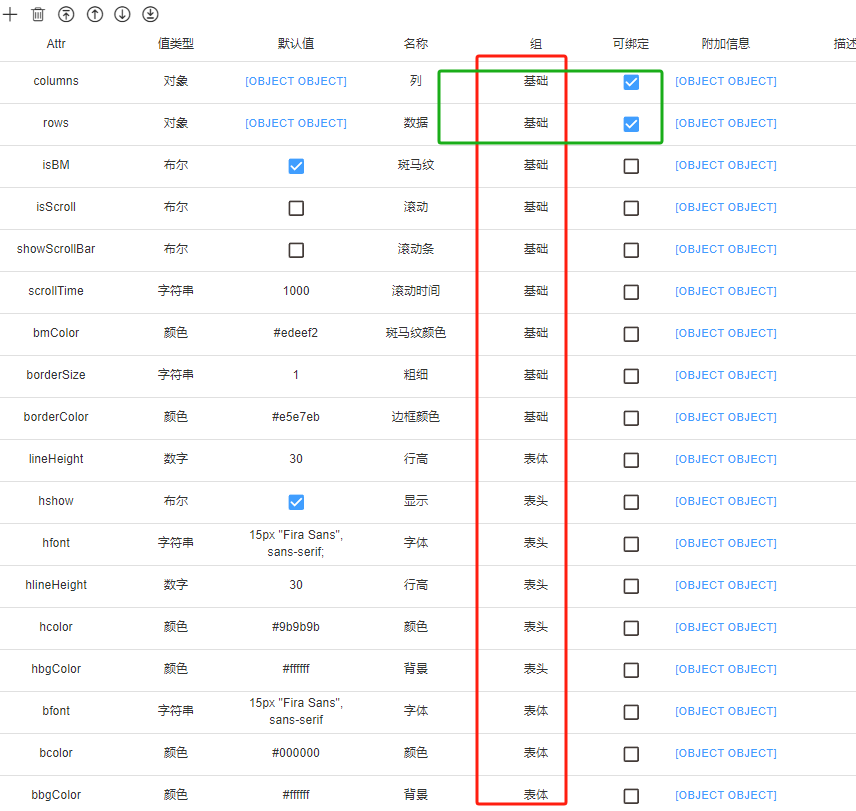 Attr 值类型 默认值 名称 组 可绑定 附加信息 描述
columns 对象 [OBJECT OBJECT] 列 基础 [OBJECT OBJECT]
rows 对象 [OBJECT OBJECT] 数据 基础 [OBJECT OBJECT]
isBM 布尔 斑马纹 基础 [OBJECT OBJECT]
isScroll 布尔 滚动 基础 [OBJECT OBJECT]
showScrollBar 布尔 滚动条 基础 [OBJECT OBJECT]
scrollTime 字符串 1000 滚动时间 基础 [OBJECT OBJECT]
bmColor 颜色 #edeef2 斑马纹颜色 基础 [OBJECT OBJECT]
borderSize 字符串 1 粗细 基础 [OBJECT OBJECT]
borderColor 颜色 #e5e7eb 边框颜色 基础 [OBJECT OBJECT]
lineHeight 数字 30 行高 表体 [OBJECT OBJECT]
hshow 布尔 显示 表头 [OBJECT OBJECT]
hfont 字符串 15px "Fira Sans", sans-serif; 字体 表头 [OBJECT OBJECT]
hlineHeight 数字 30 行高 表头 [OBJECT OBJECT]
hcolor 颜色 #9b9b9b 颜色 表头 [OBJECT OBJECT]
hbgColor 颜色 #ffffff 背景 表头 [OBJECT OBJECT]
bfont 字符串 15px "Fira Sans", sans-serif 字体 表体 [OBJECT OBJECT]
bcolor 颜色 #000000 颜色 表体 [OBJECT OBJECT]
bbgColor 颜色 #ffffff 背景 表体 [OBJECT OBJECT]